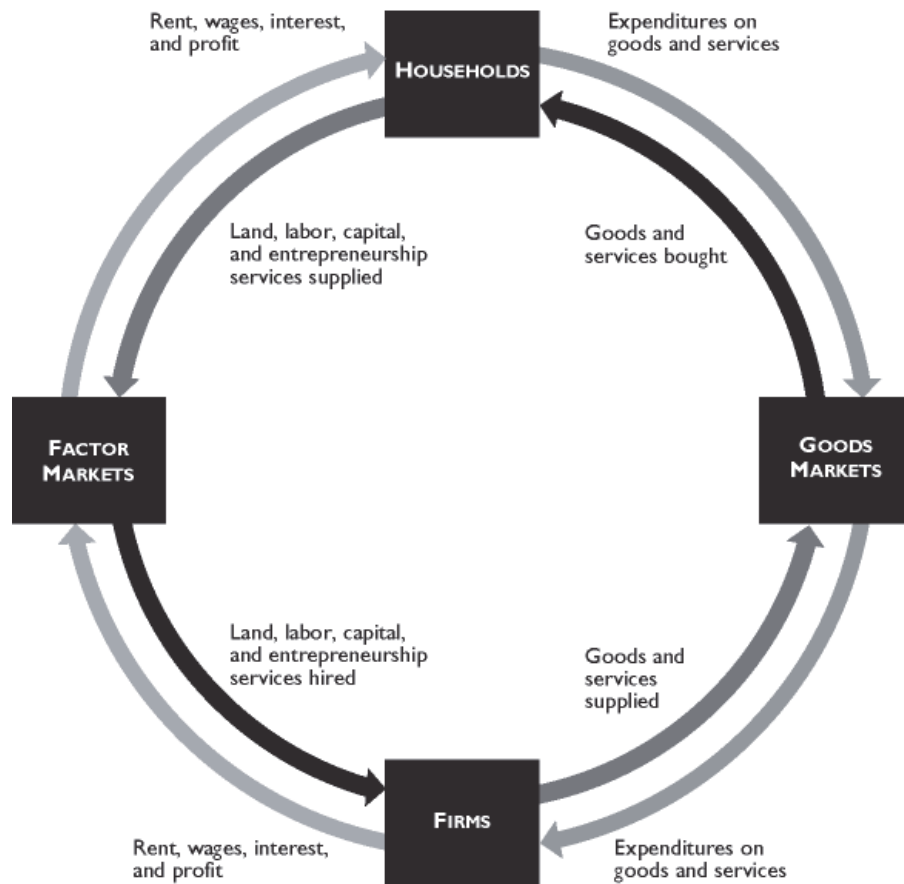 Rent, wages, interest,
and profit
Expenditures on
goods and services
HOUSEHOLDS
Land, labor, capital,
and entrepreneurship
services supplied
Goods and
services bought
FACTOR
MARKETS
GOODS
MARKETS
Land, labor, capital,
and entrepreneurship
services hired
Goods and
services
supplied
FIRMS
Rent, wages, interest,
and profit
Expenditures on
goods and services